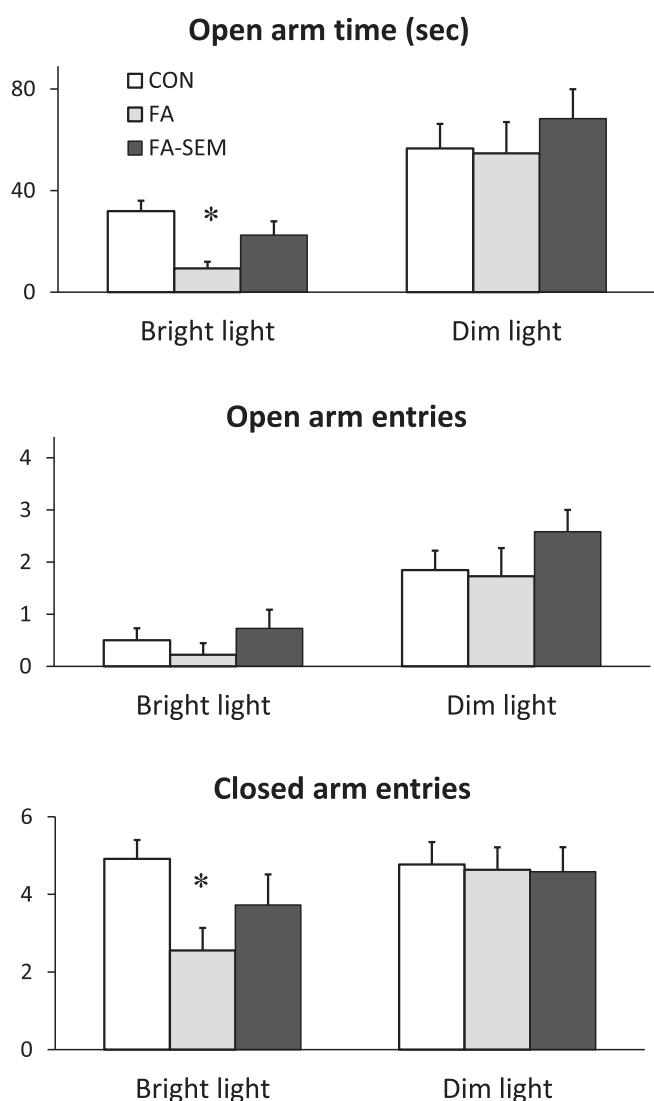 Open arm time (sec)
80
CON
FA
FA-SEM
40
*
0
Bright light Dim light
Open arm entries
4
3
2
1
0
Bright light Dim light
Closed arm entries
6
4
*
2
0
Bright light Dim light